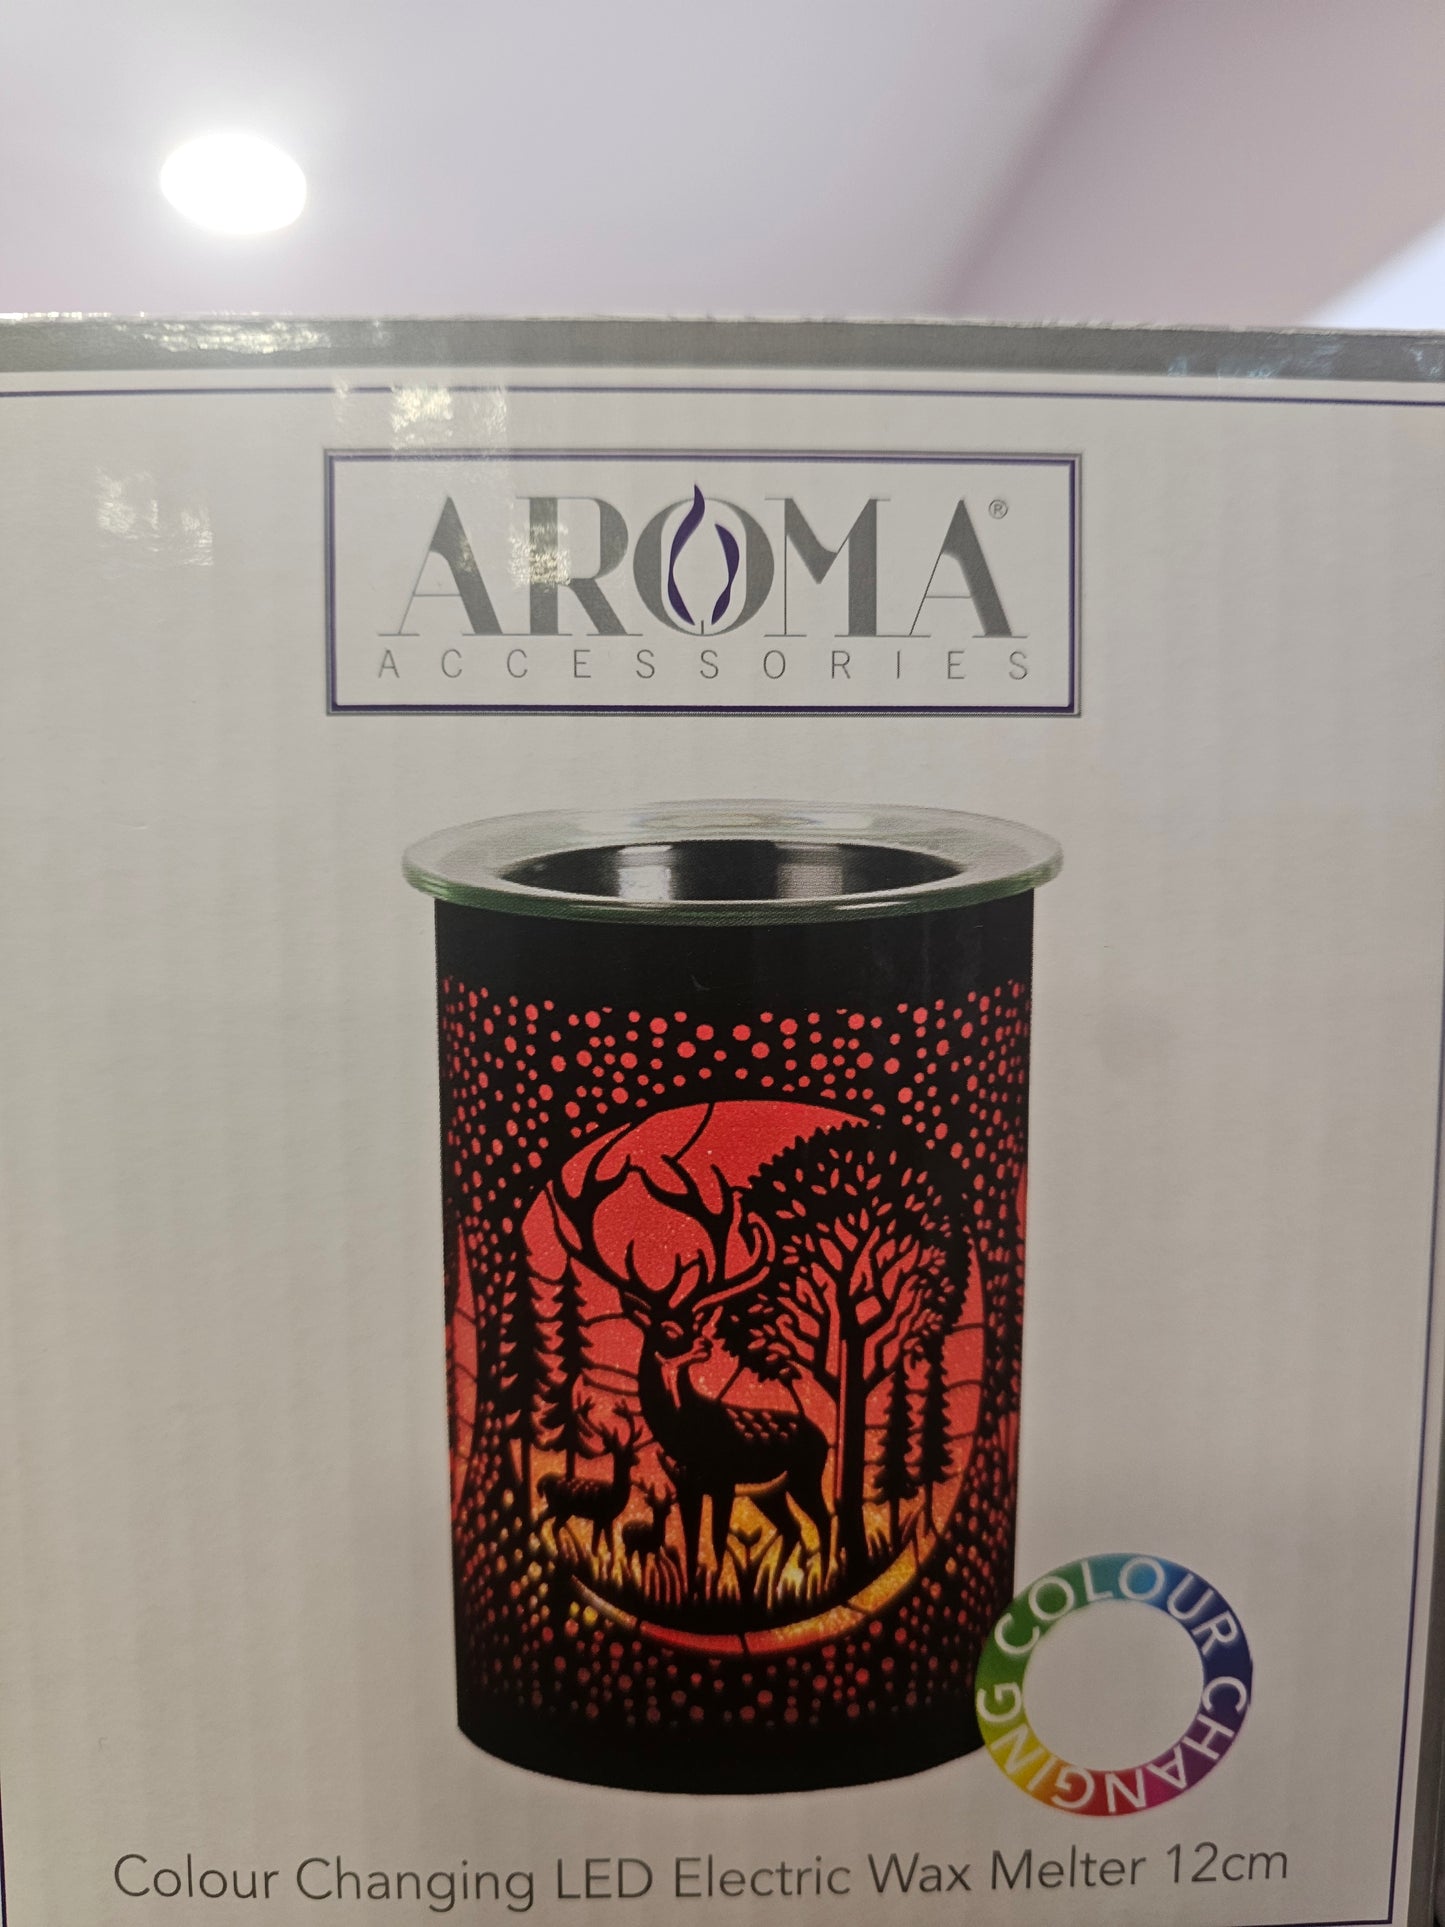 AROMA®
ACCESSORIES
COLOUR CHANGING
Colour Changing LED Electric Wax Melter 12cm